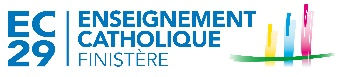 EC
29
ENSEIGNEMENT
CATHOLIQUE
FINISTÈRE